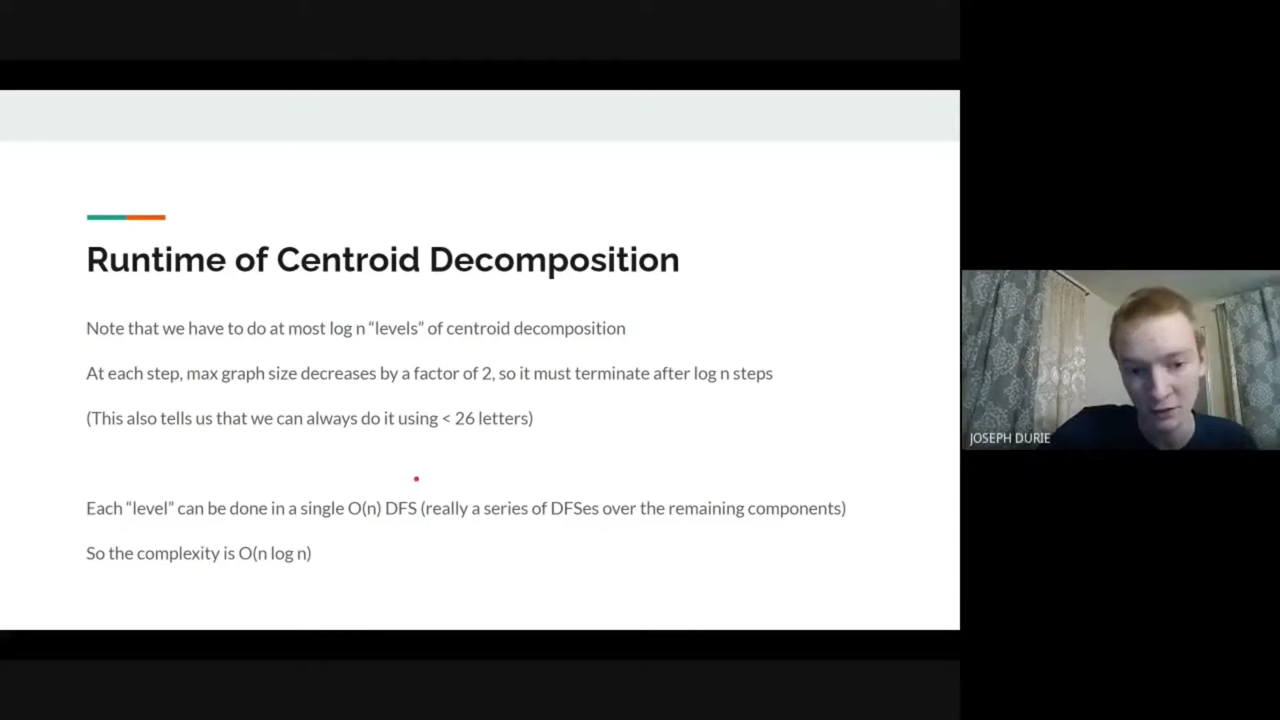 Runtime of Centroid Decomposition
Note that we have to do at most log n “levels” of centroid decomposition
At each step, max graph size decreases by a factor of 2, so it must terminate after log n steps
(This also tells us that we can always do it using < 26 letters)
Each “level” can be done in a single O(n) DFS (really a series of DFSes over the remaining components)
So the complexity is O(n log n)
JOSEPH DURIE